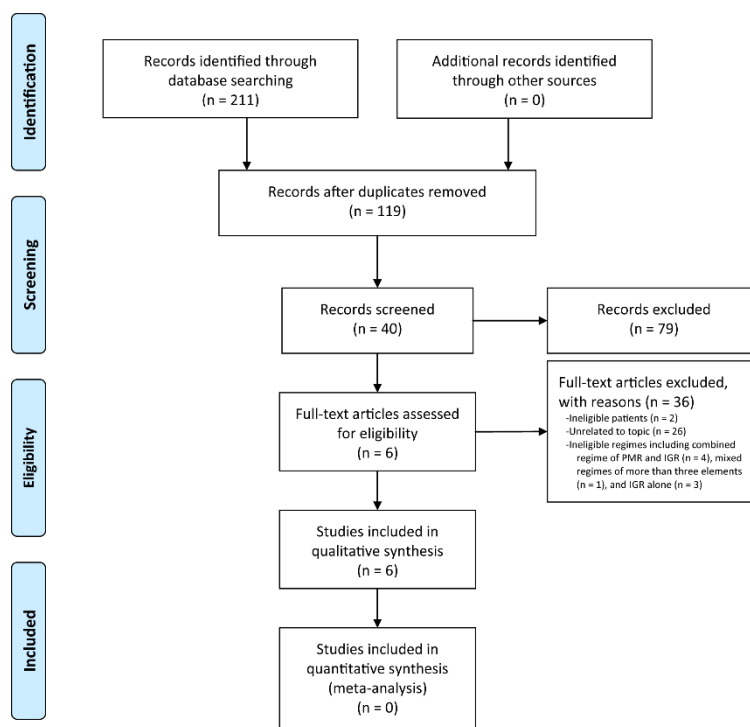 Identification
Records identified through
database searching
(n = 211)
Additional records identified
through other sources
(n = 0)
Records after duplicates removed
(n = 119)
Screening
Records screened
(n = 40)
Records excluded
(n = 79)
Eligibility
Full-text articles assessed
for eligibility
(n = 6)
Full-text articles excluded,
with reasons (n = 36)
-Ineligible patients (n = 2)
-Unrelated to topic (n = 26)
-Ineligible regimes including combined
regime of PMR and IGR (n = 4), mixed
regimes of more than three elements
(n = 1), and IGR alone (n = 3)
Studies included in
qualitative synthesis
(n = 6)
Included
Studies included in
quantitative synthesis
(meta-analysis)
(n = 0)